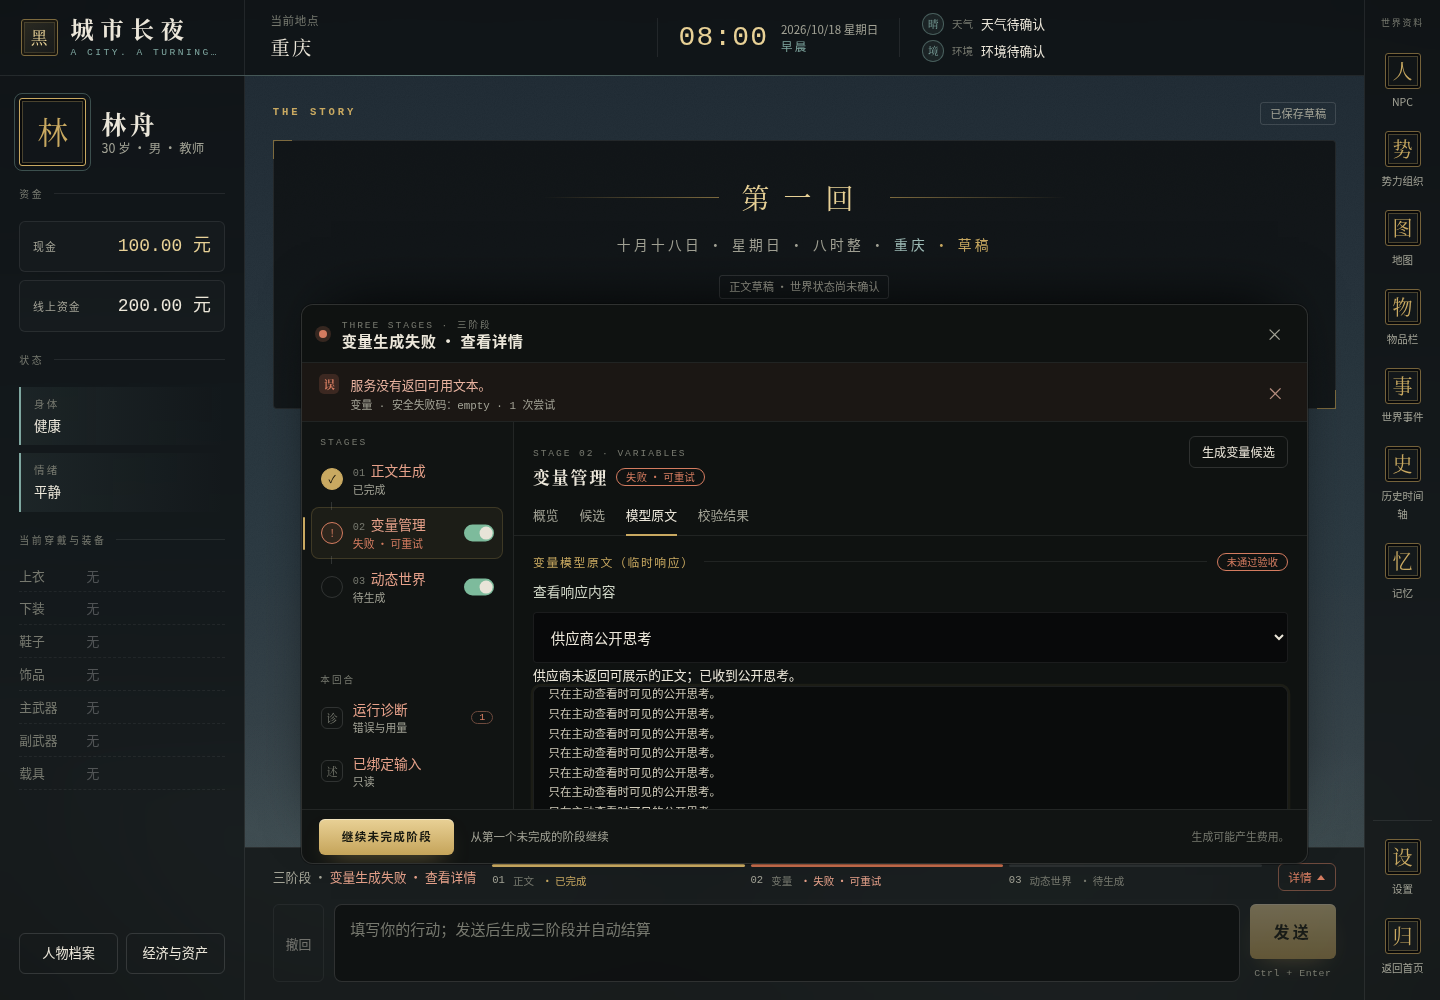 黑
城市长夜
A CITY. A TURNING…
当前地点
重庆
08:00
2026/10/18 星期日
早晨
晴 天气 天气待确认
境 环境 环境待确认
林
林舟
30 岁 · 男 · 教师
资金
现金 100.00 元
线上资金 200.00 元
状态
身体
健康
情绪
平静
当前穿戴与装备
上衣 无
下装 无
鞋子 无
饰品 无
主武器 无
副武器 无
载具 无
人物档案
经济与资产
THE STORY
已保存草稿
第一回
十月十八日 · 星期日 · 八时整 · 重庆 · 草稿
正文草稿 · 世界状态尚未确认
THREE STAGES · 三阶段
变量生成失败 · 查看详情
误 服务没有返回可用文本。
变量 · 安全失败码: empty · 1 次尝试
STAGES
01 正文生成
已完成
! 02 变量管理
失败 · 可重试
03 动态世界
待生成
本回合
诊 运行诊断 1
错误与用量
述 已绑定输入
只读
STAGE 02 · VARIABLES
变量管理 失败 · 可重试
生成变量候选
概览 候选 模型原文 校验结果
变量模型原文（临时响应）
未通过验收
查看响应内容
供应商公开思考
供应商未返回可展示的正文；已收到公开思考。
只在主动查看时可见的公开思考。
只在主动查看时可见的公开思考。
只在主动查看时可见的公开思考。
只在主动查看时可见的公开思考。
只在主动查看时可见的公开思考。
只在主动查看时可见的公开思考。
只在主动查看时可见的公开思考。
继续未完成阶段
从第一个未完成的阶段继续
生成可能产生费用。
三阶段 · 变量生成失败 · 查看详情
01 正文 · 已完成
02 变量 · 失败 · 可重试
03 动态世界 · 待生成
详情
撤回
填写你的行动；发送后生成三阶段并自动结算
发送
Ctrl + Enter
世界资料
人
NPC
势
势力组织
图
地图
物
物品栏
事
世界事件
史
历史时间
轴
忆
记忆
设
设置
归
返回首页